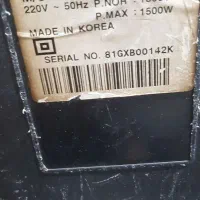 220V ~ 50Hz P.NOR
P.MAX : 1500W
MADE IN KOREA
SERIAL NO. 81GXB00142K